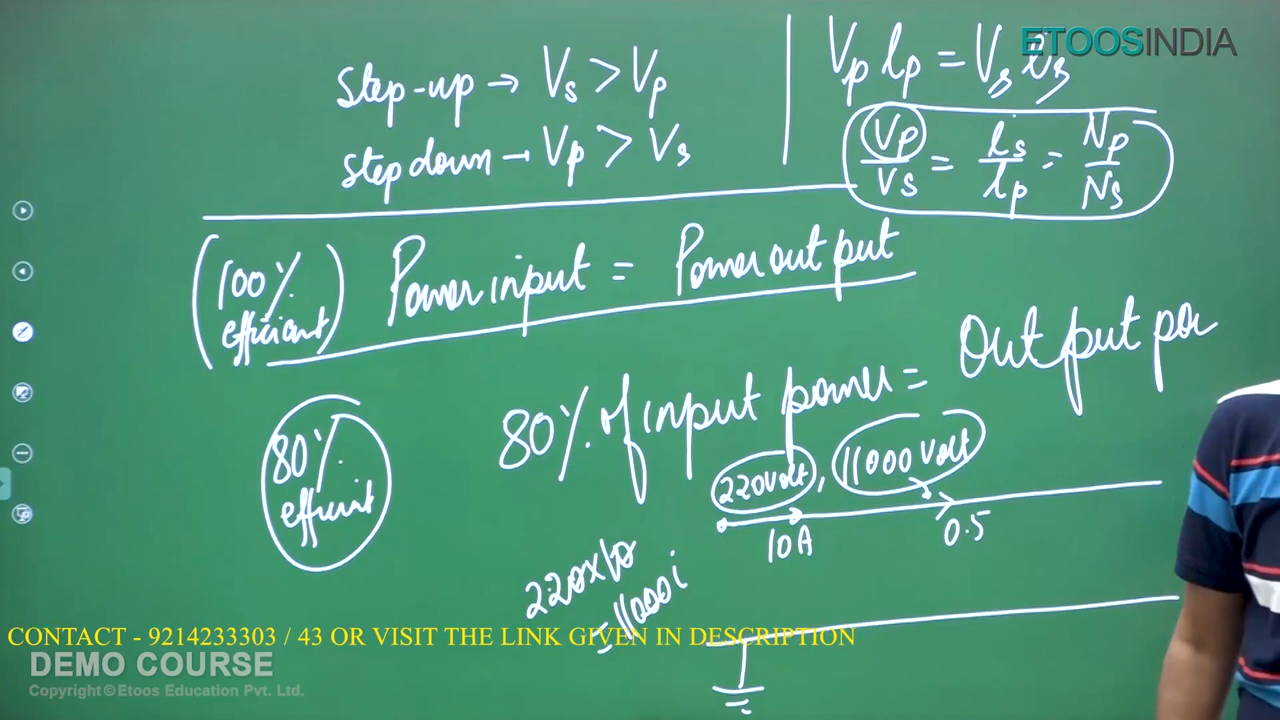 ETOOSINDIA
Step-up → Vs > Vp
Step down → Vp > Vs
Vp ip = Vs is
Vp/Vs = is/ip = Np/Ns
(100% efficient) Power input = Power output
80% efficient
80% of input power = Output pow
220 Volt, 11000 Volt
10A 0.5
220×10
= 11000i
CONTACT - 9214233303 / 43 OR VISIT THE LINK GIVEN IN DESCRIPTION
DEMO COURSE
Copyright © Etoos Education Pvt. Ltd.